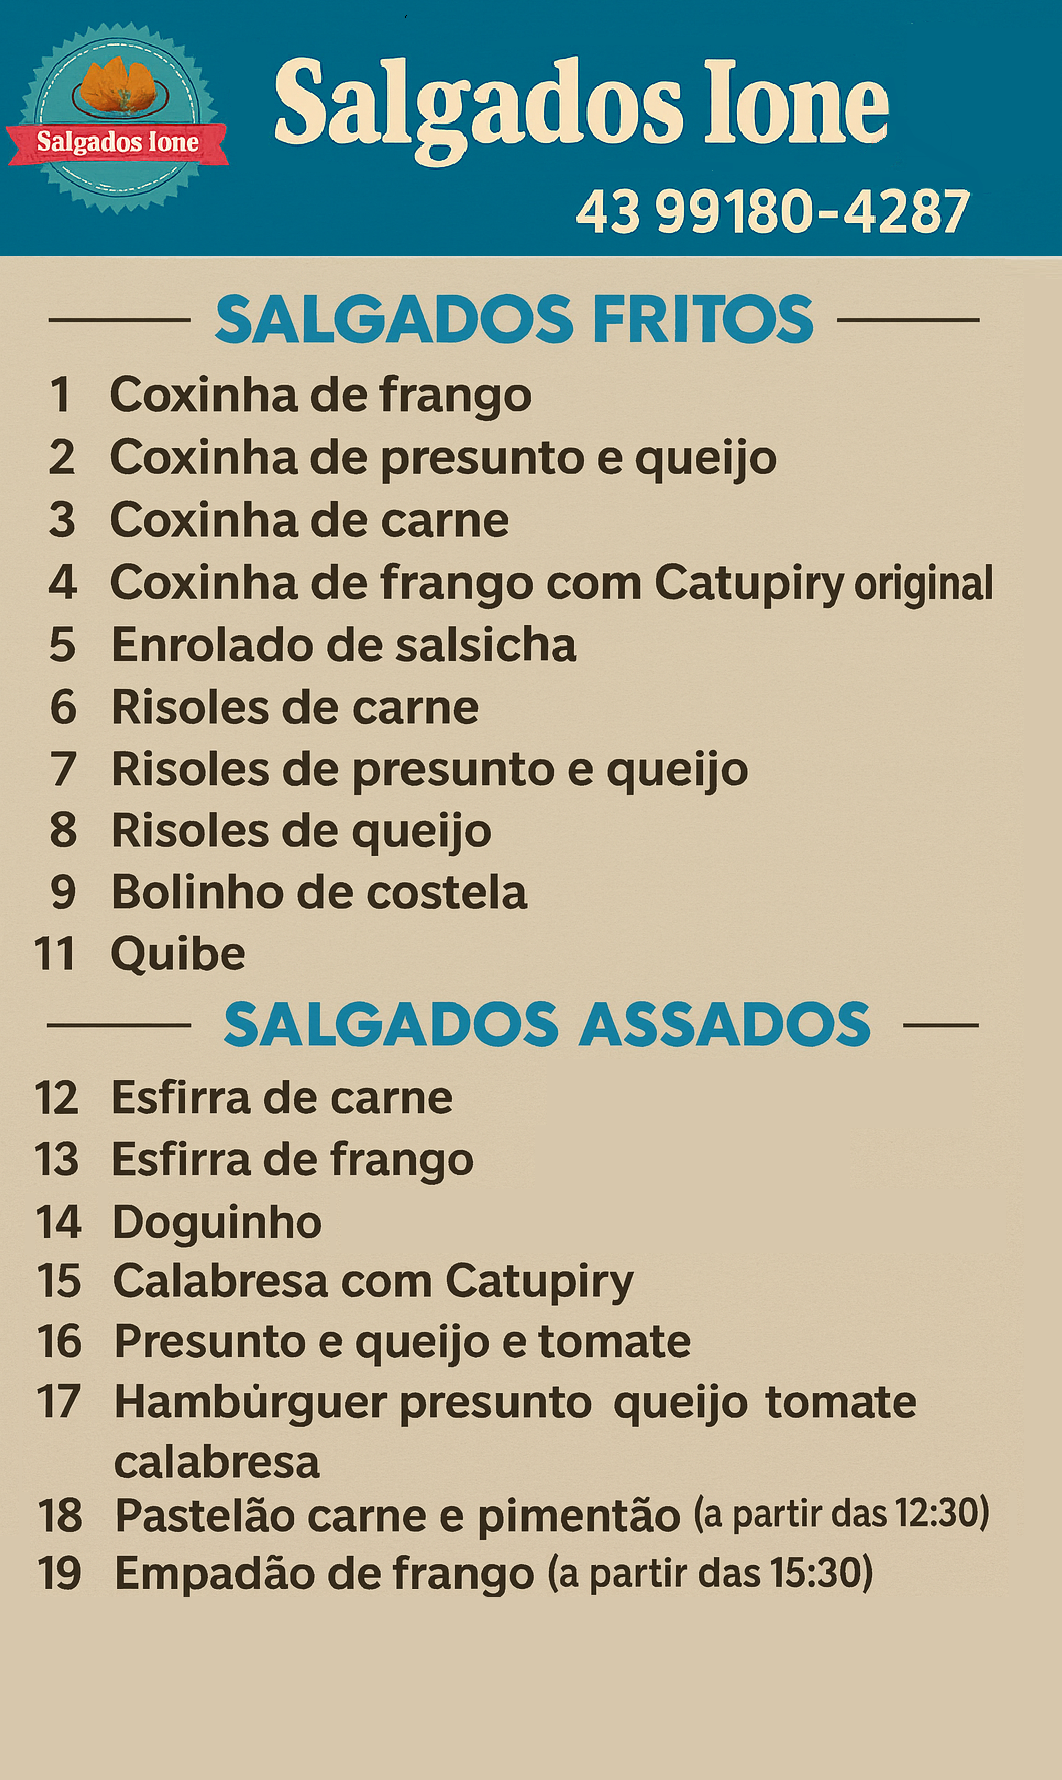 Salgados Ione
Salgados Ione
43 99180-4287
SALGADOS FRITOS
1 Coxinha de frango
2 Coxinha de presunto e queijo
3 Coxinha de carne
4 Coxinha de frango com Catupiry original
5 Enrolado de salsicha
6 Risoles de carne
7 Risoles de presunto e queijo
8 Risoles de queijo
9 Bolinho de costela
11 Quibe
SALGADOS ASSADOS
12 Esfirra de carne
13 Esfirra de frango
14 Doguinho
15 Calabresa com Catupiry
16 Presunto e queijo e tomate
17 Hambúrguer presunto queijo tomate
calabresa
18 Pastelão carne e pimentão (a partir das 12:30)
19 Empadão de frango (a partir das 15:30)